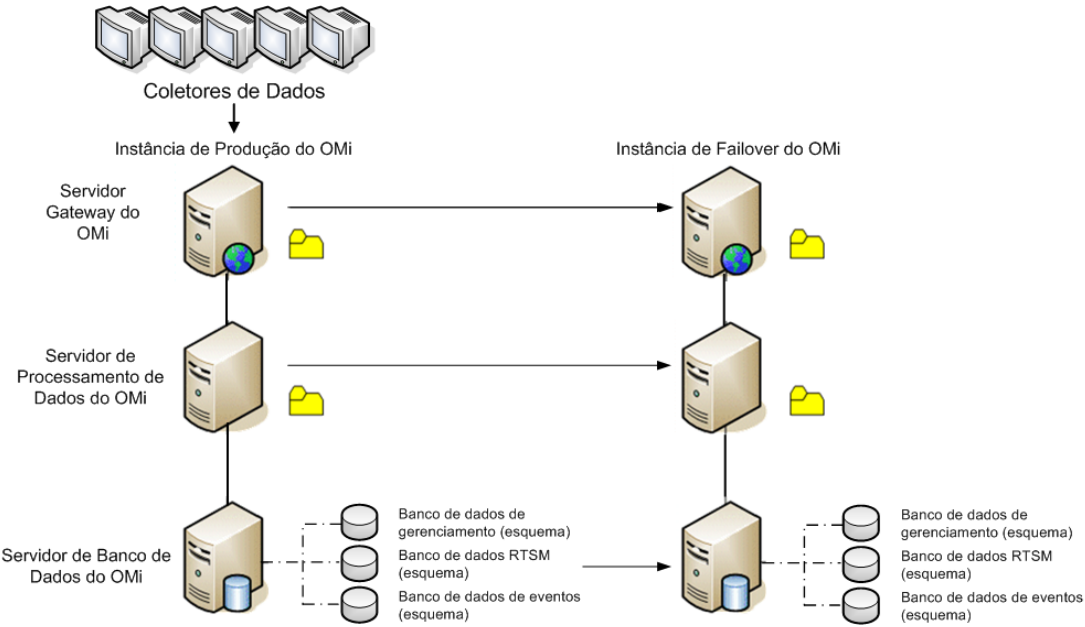 Coletores de Dados
Instância de Produção do OMi
Instância de Failover do OMi
Servidor
Gateway do
OMi
Servidor de
Processamento de
Dados do OMi
Servidor de Banco de
Dados do OMi
Banco de dados de
gerenciamento (esquema)
Banco de dados RTSM
(esquema)
Banco de dados de eventos
(esquema)
Banco de dados de
gerenciamento (esquema)
Banco de dados RTSM
(esquema)
Banco de dados de eventos
(esquema)